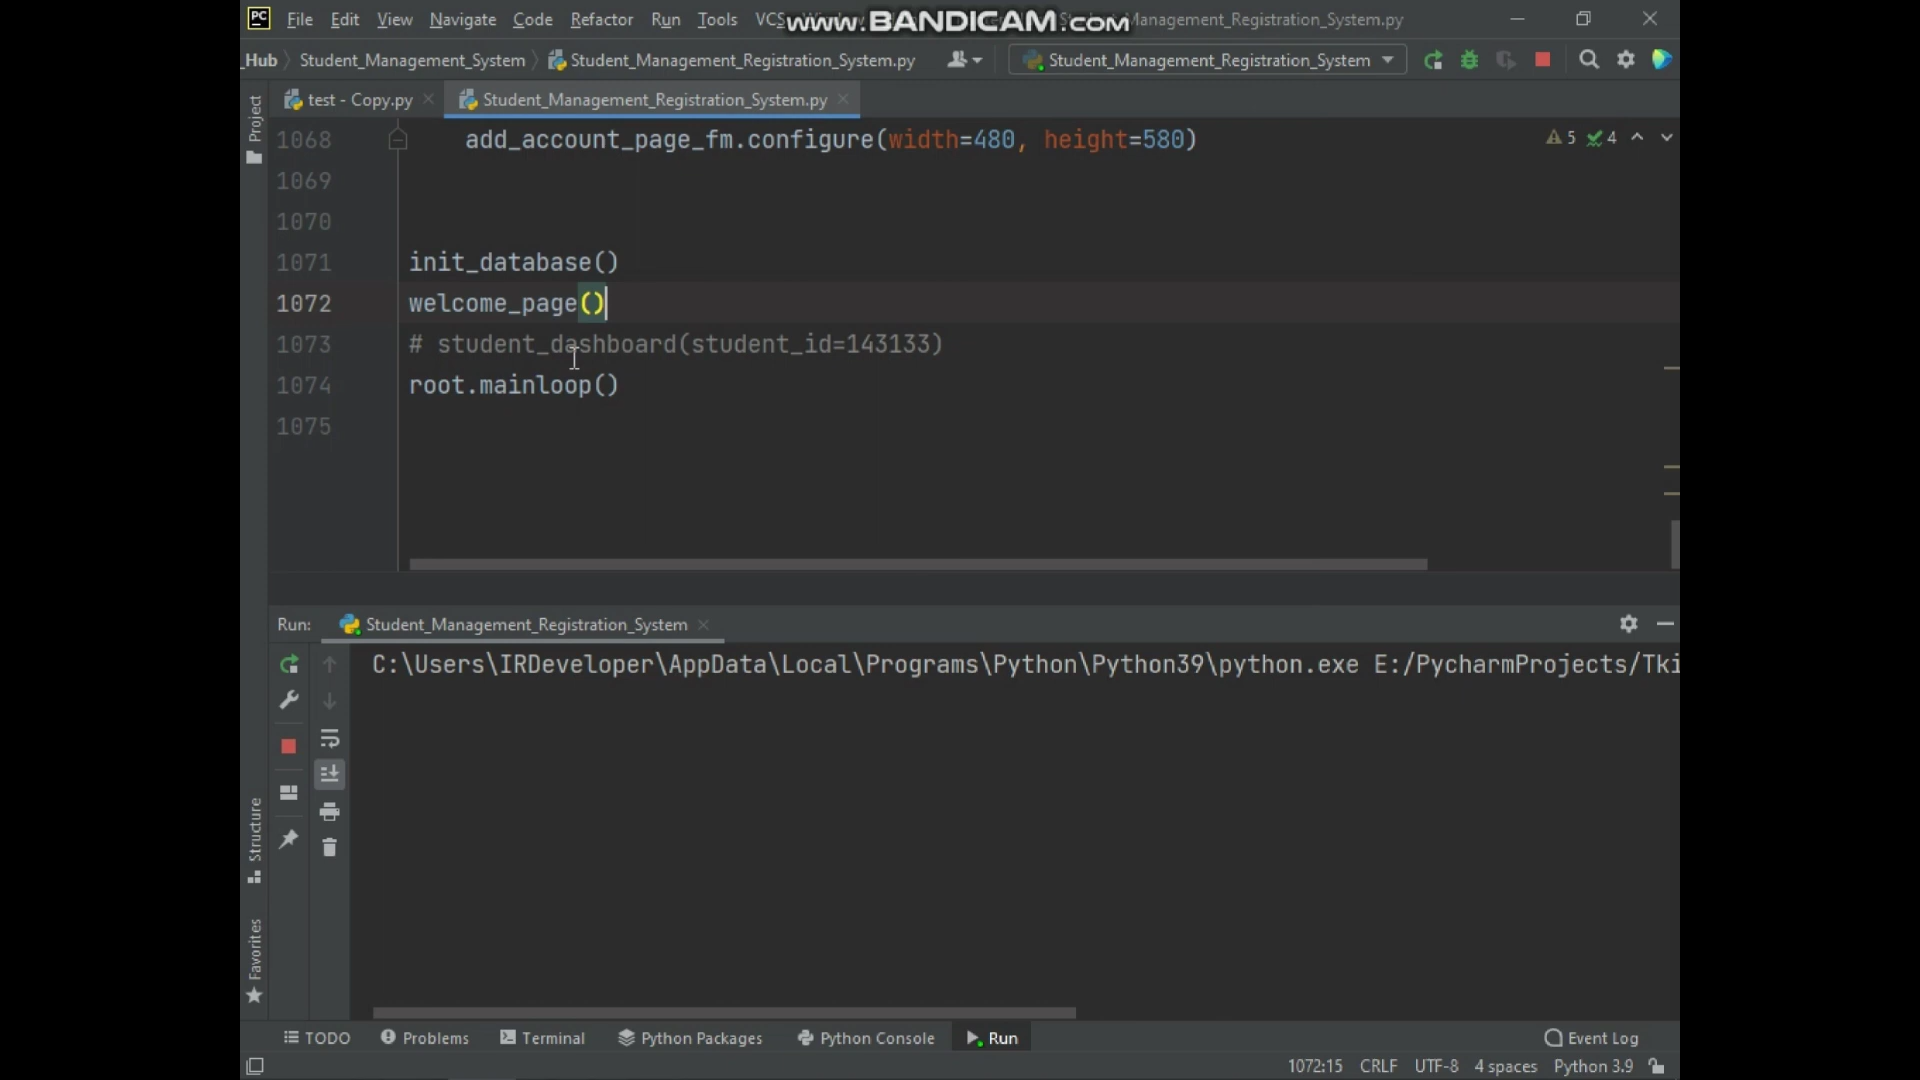 PC File Edit View Navigate Code Refactor Run Tools VCS Window Student_Management_Registration_System.py
www.BANDICAM.com
_Hub Student_Management_System Student_Management_Registration_System.py Student_Management_Registration_System
Project
test - Copy.py Student_Management_Registration_System.py
1068 add_account_page_fm.configure(width=480, height=580) 5 4
1069
1070
1071 init_database()
1072 welcome_page()
1073 # student_dashboard(student_id=143133)
1074 root.mainloop()
1075
Run: Student_Management_Registration_System
C:\Users\IRDeveloper\AppData\Local\Programs\Python\Python39\python.exe E:/PycharmProjects/Tki
Structure
Favorites
TODO Problems Terminal Python Packages Python Console Run Event Log
1072:15 CRLF UTF-8 4 spaces Python 3.9